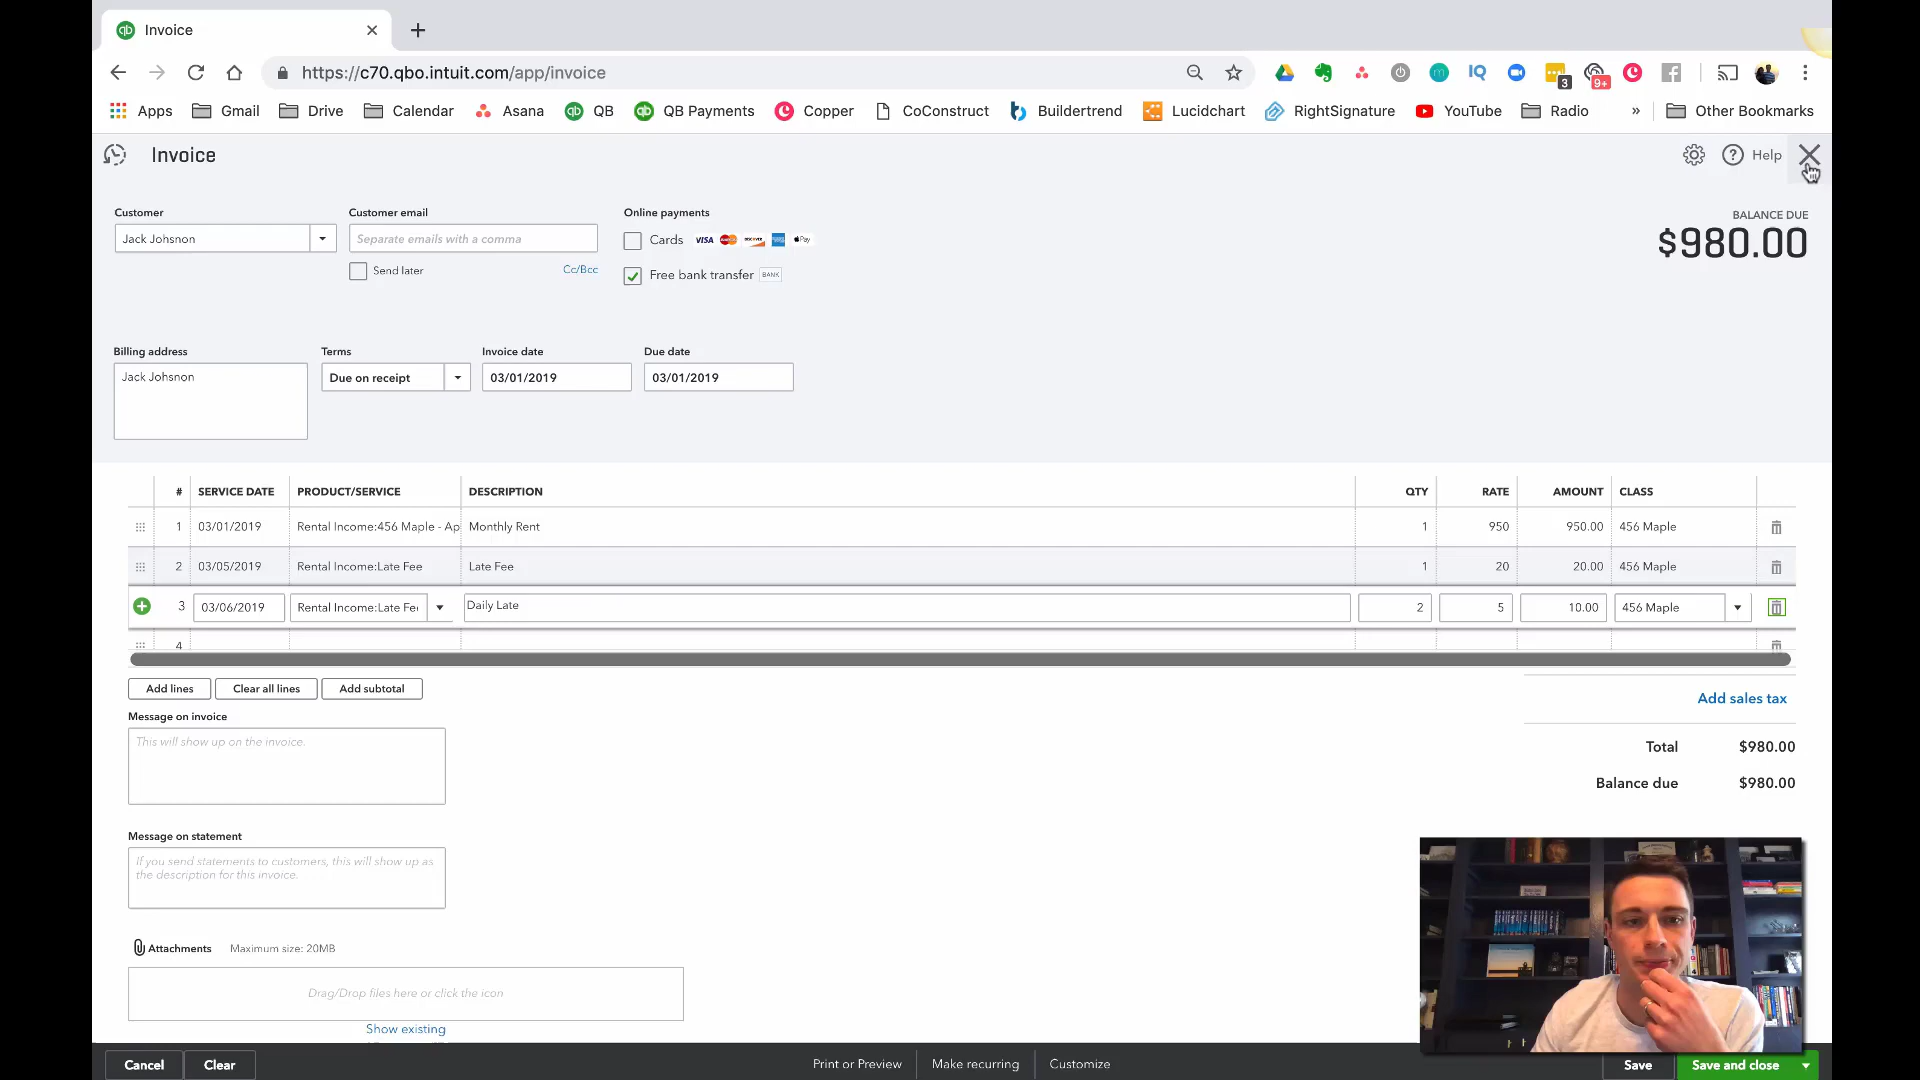 Invoice
https://c70.qbo.intuit.com/app/invoice
3
9+
Apps Gmail Drive Calendar Asana QB QB Payments Copper CoConstruct Buildertrend Lucidchart RightSignature YouTube Radio » Other Bookmarks
Invoice
Help
Customer Customer email Online payments BALANCE DUE
Jack Johsnon Separate emails with a comma Cards VISA DISCOVER Pay $980.00
Send later Cc/Bcc Free bank transfer BANK
Billing address Terms Invoice date Due date
Jack Johsnon Due on receipt 03/01/2019 03/01/2019
# SERVICE DATE PRODUCT/SERVICE DESCRIPTION QTY RATE AMOUNT CLASS
1 03/01/2019 Rental Income:456 Maple - Ap Monthly Rent 1 950 950.00 456 Maple
2 03/05/2019 Rental Income:Late Fee Late Fee 1 20 20.00 456 Maple
3 03/06/2019 Rental Income:Late Fe Daily Late 2 5 10.00 456 Maple
4
Add lines Clear all lines Add subtotal
Add sales tax
Message on invoice
This will show up on the invoice.
Total $980.00
Balance due $980.00
Message on statement
If you send statements to customers, this will show up as
the description for this invoice.
Attachments Maximum size: 20MB
Drag/Drop files here or click the icon
Show existing
Cancel Clear Print or Preview Make recurring Customize Save Save and close